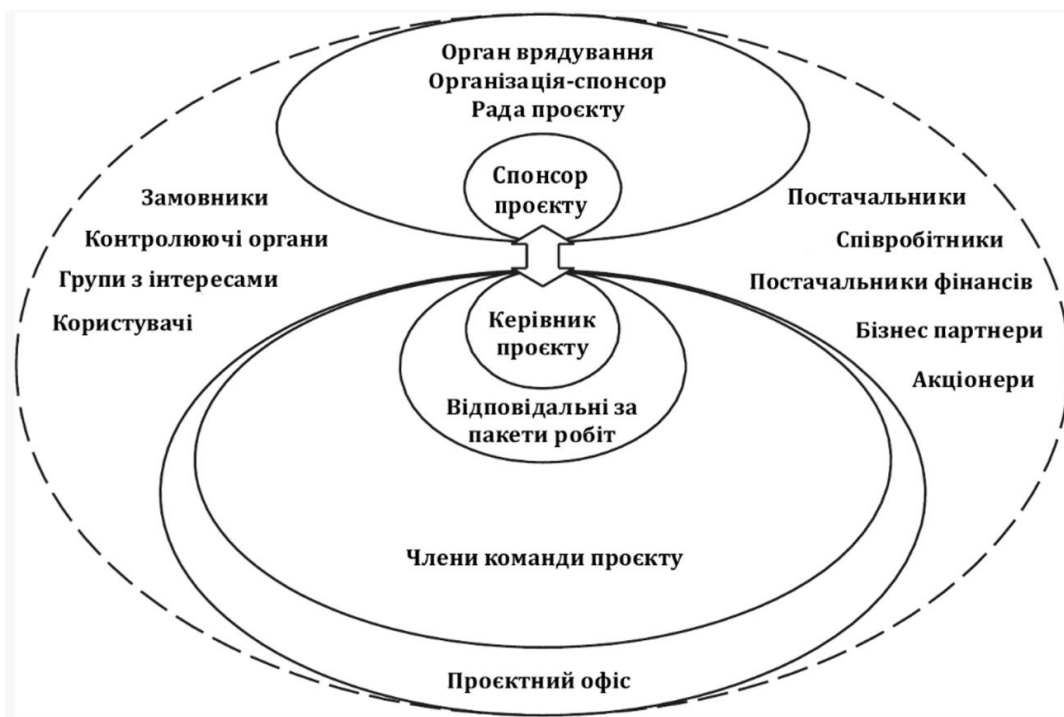 Орган врядування
Організація-спонсор
Рада проєкту
Спонсор
проєкту
Замовники
Контролюючі органи
Групи з інтересами
Користувачі
Постачальники
Співробітники
Постачальники фінансів
Бізнес партнери
Акціонери
Керівник
проєкту
Відповідальні за
пакети робіт
Члени команди проєкту
Проєктний офіс